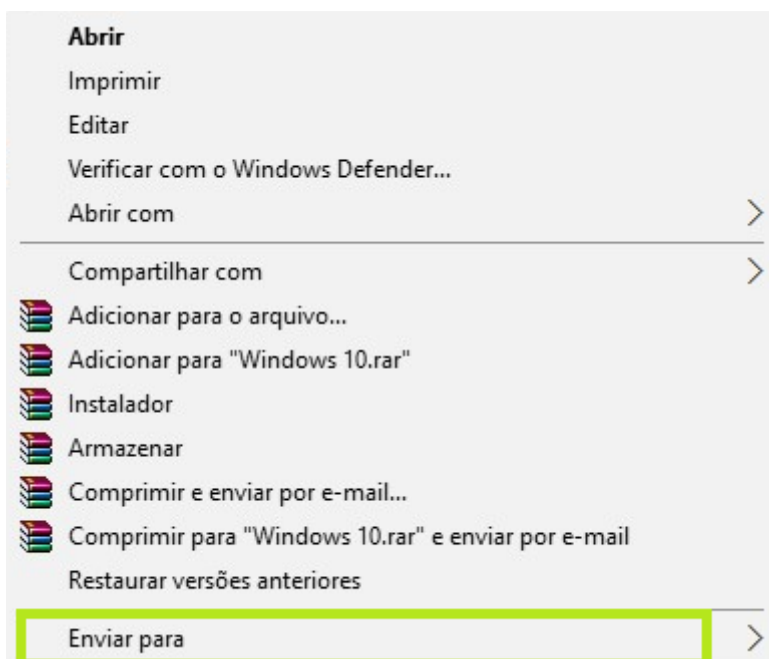 Abrir
Imprimir
Editar
Verificar com o Windows Defender...
Abrir com
Compartilhar com
Adicionar para o arquivo...
Adicionar para "Windows 10.rar"
Instalador
Armazenar
Comprimir e enviar por e-mail...
Comprimir para "Windows 10.rar" e enviar por e-mail
Restaurar versões anteriores
Enviar para